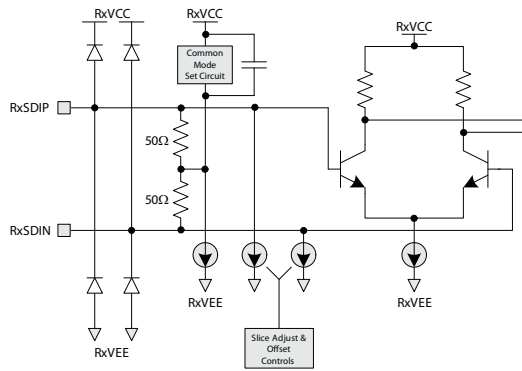 RxVCC
RxVCC
RxVCC
Common
Mode
Set Circuit
RxSDIP
50Ω
50Ω
RxSDIN
RxVEE
RxVEE
RxVEE
Slice Adjust &
Offset
Controls